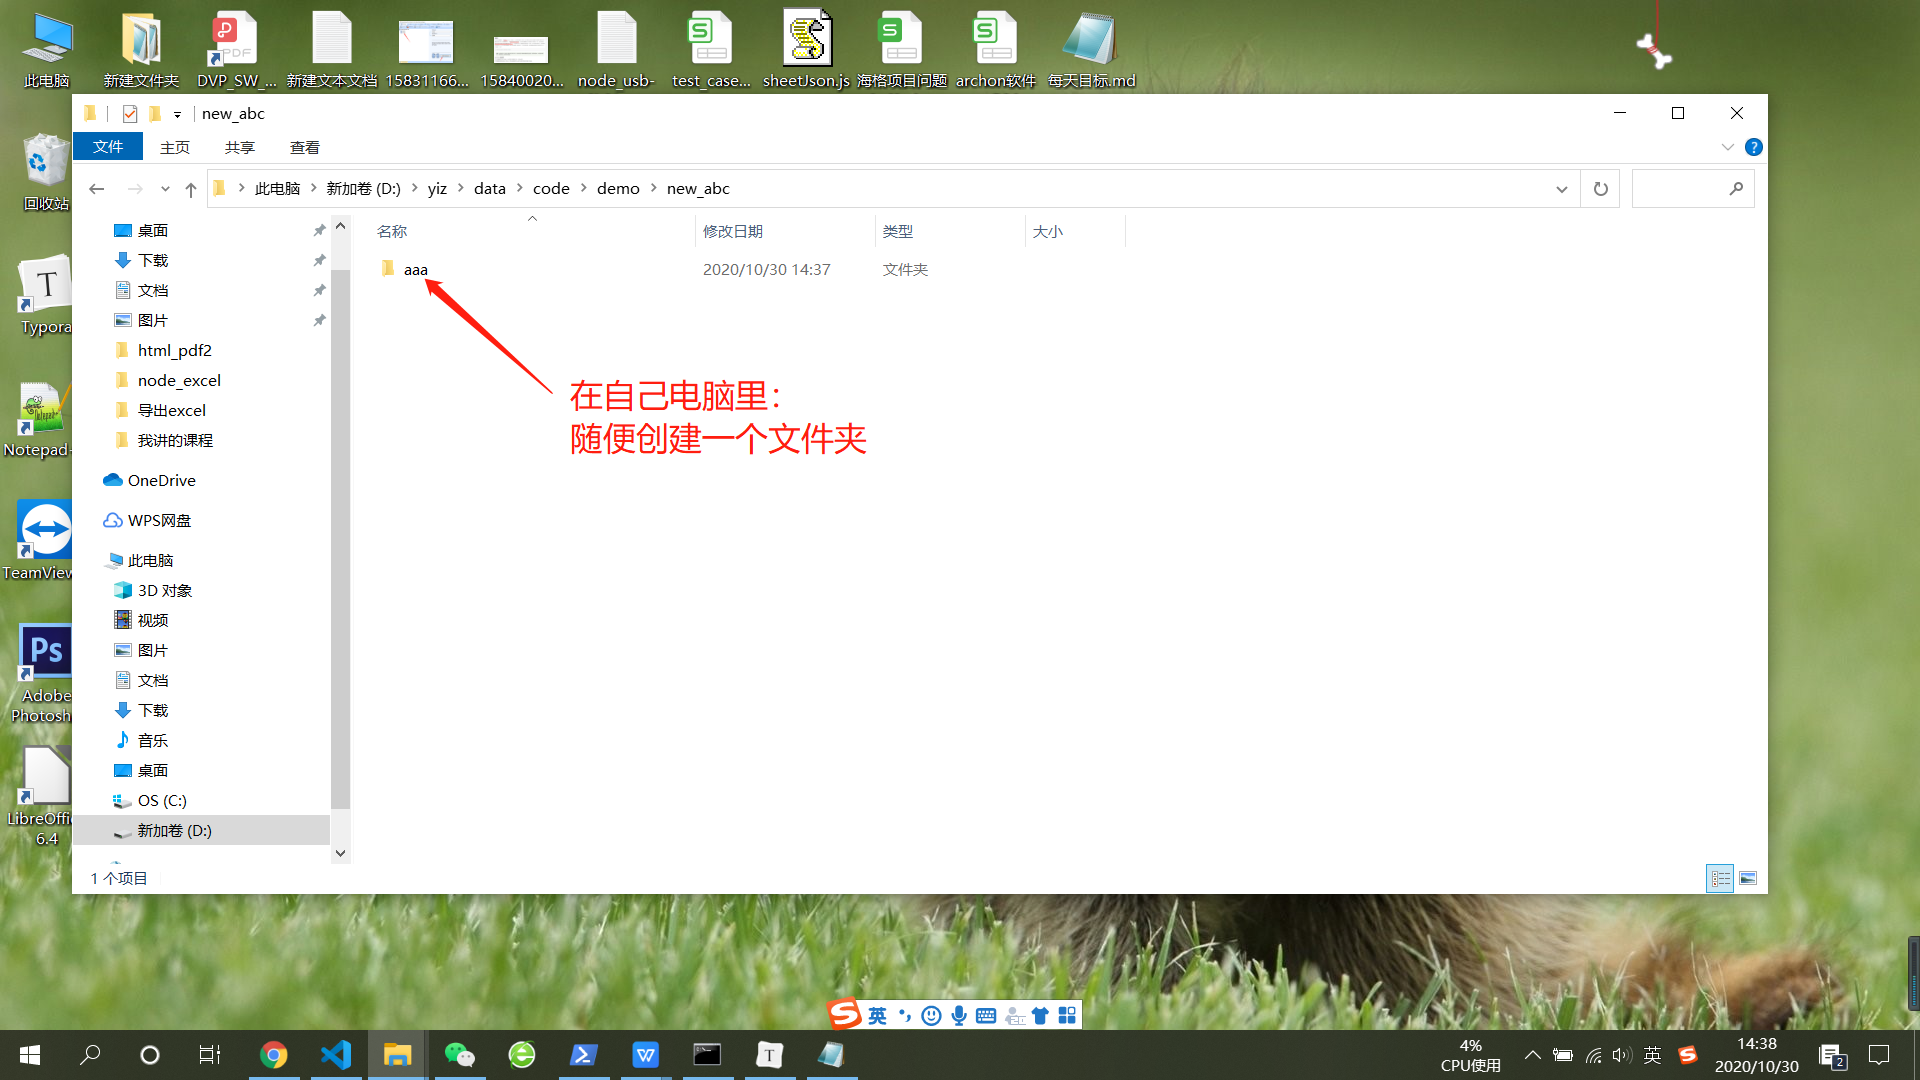 此电脑
新建文件夹
DVP_SW_...
新建文本文档
15831166...
15840020...
node_usb-
test_case...
sheetJson.js
海格项目问题
archon软件
每天目标.md
回收站
Typora
Notepad-
TeamView
Ps
Adobe
Photosh
LibreOffi
6.4
new_abc
文件
主页
共享
查看
此电脑 新加卷 (D:) yiz data code demo new_abc
名称
修改日期
类型
大小
aaa
2020/10/30 14:37
文件夹
在自己电脑里：
随便创建一个文件夹
桌面
下载
文档
图片
html_pdf2
node_excel
导出excel
我讲的课程
OneDrive
WPS网盘
此电脑
3D 对象
视频
图片
文档
下载
音乐
桌面
OS (C:)
新加卷 (D:)
1 个项目
英
4%
CPU使用
英
14:38
2020/10/30
2